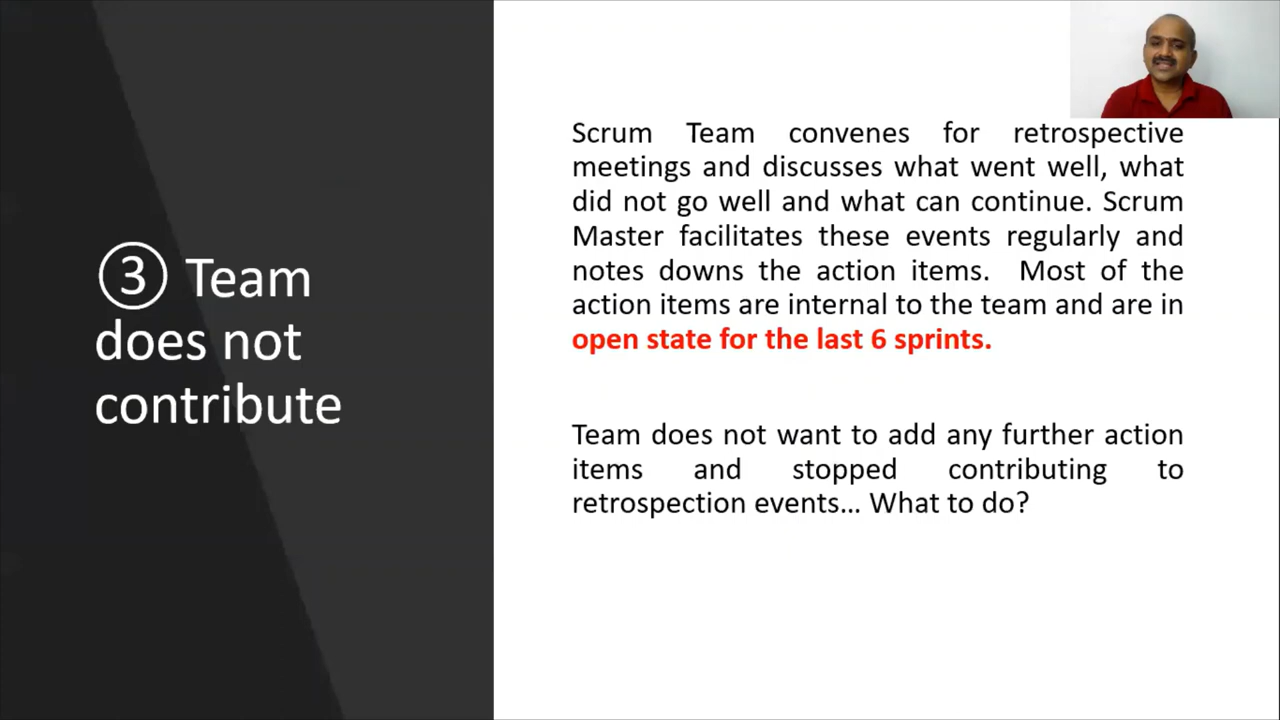 ③ Team
does not
contribute
Scrum Team convenes for retrospective
meetings and discusses what went well, what
did not go well and what can continue. Scrum
Master facilitates these events regularly and
notes downs the action items. Most of the
action items are internal to the team and are in
open state for the last 6 sprints.
Team does not want to add any further action
items and stopped contributing to
retrospection events... What to do?